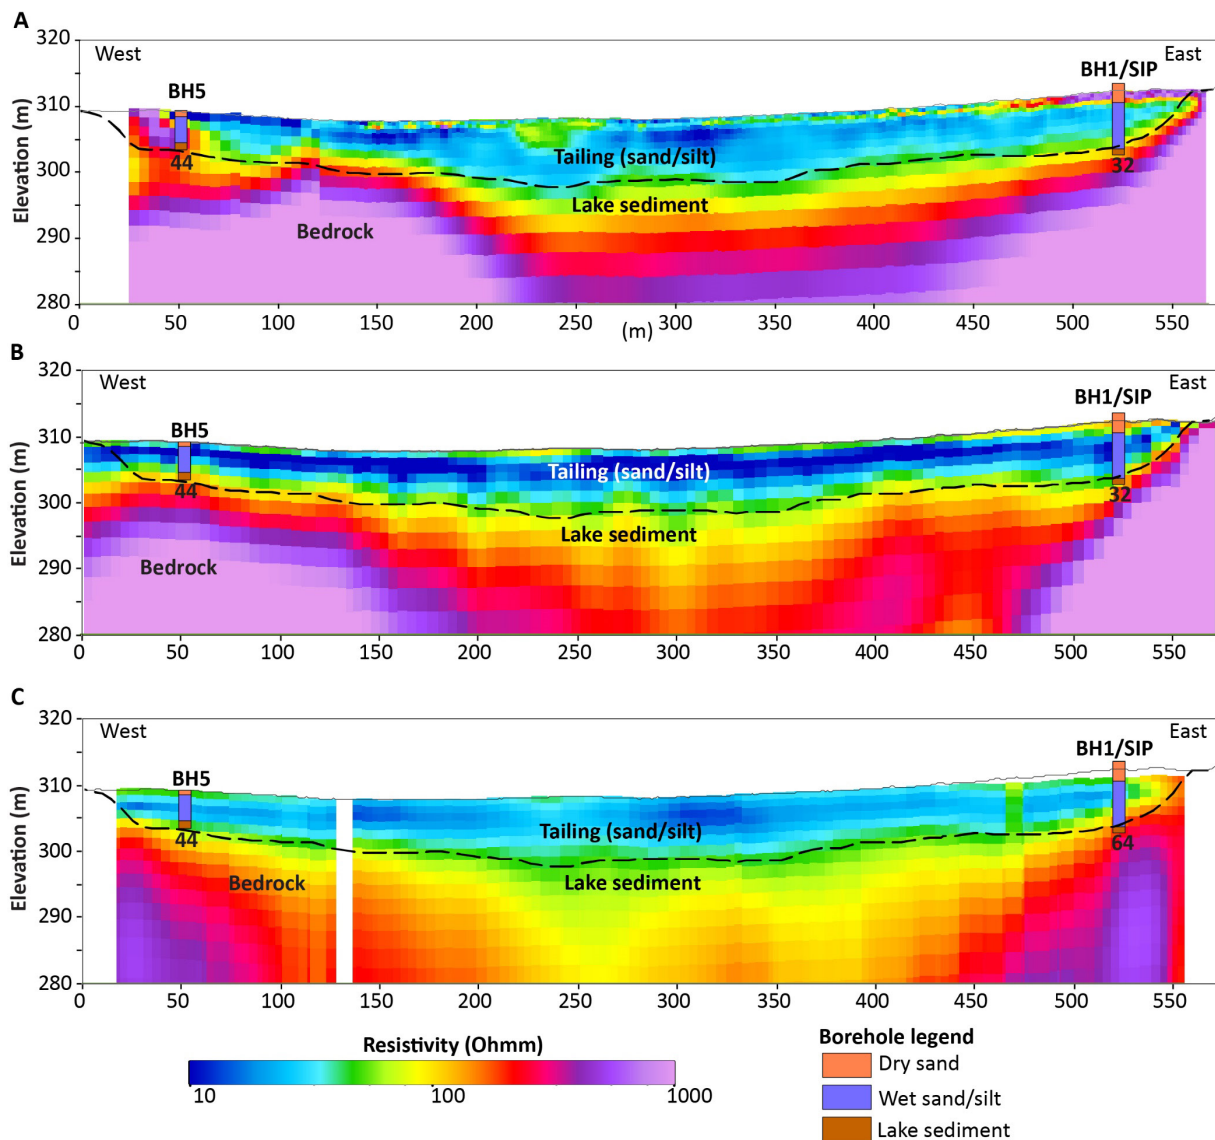 A
320
West
East
BH5
BH1/SIP
310
Elevation (m)
Tailing (sand/silt)
300
44
32
Lake sediment
Bedrock
290
280
0 50 100 150 200 250 300 350 400 450 500 550
(m)
B
320
West
East
BH5
BH1/SIP
310
Elevation (m)
Tailing (sand/silt)
44
32
300
Lake sediment
Bedrock
290
280
0 50 100 150 200 250 300 350 400 450 500 550
C
320
West
East
BH5
BH1/SIP
310
Elevation (m)
Tailing (sand/silt)
44
64
300
Bedrock
Lake sediment
290
280
0 50 100 150 200 250 300 350 400 450 500 550
Resistivity (Ohmm)
10 100 1000
Borehole legend
Dry sand
Wet sand/silt
Lake sediment